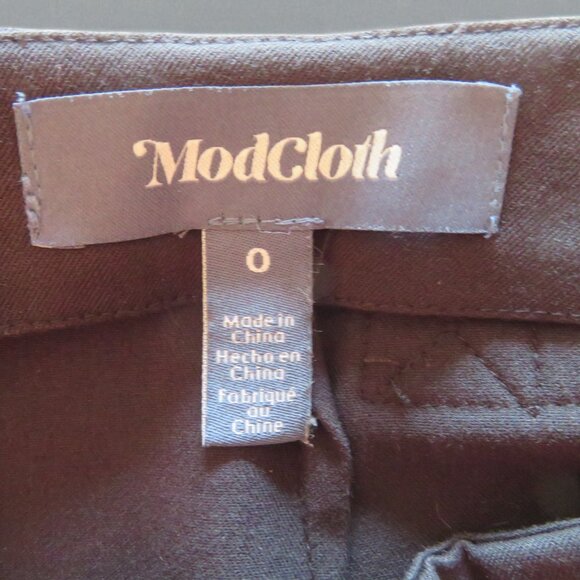 ModCloth
0
Made in
China
Hecho en
China
Fabriqué
au
Chine